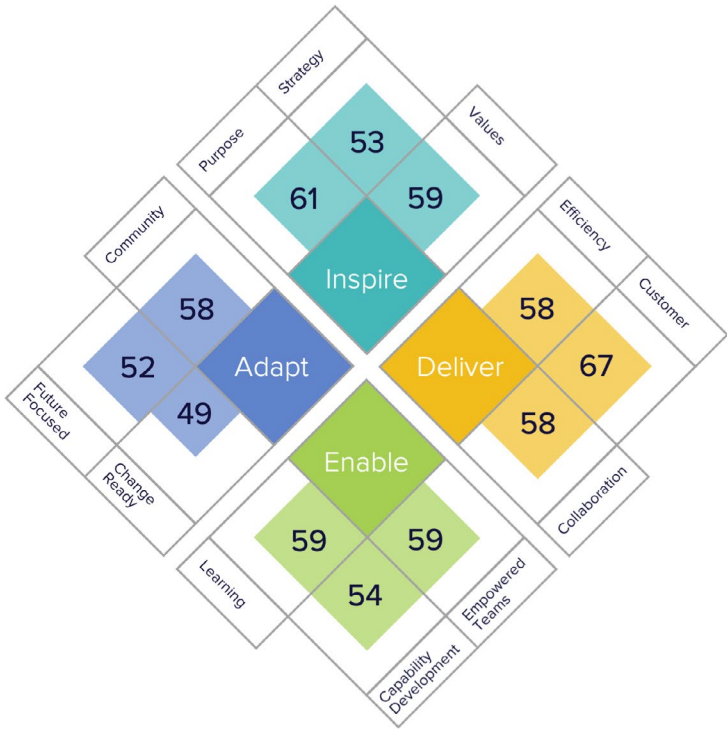 Strategy
Purpose
Values
53
61
59
Inspire
Community
58
52
49
Adapt
Future
Focused
Change
Ready
Efficiency
Customer
58
67
58
Deliver
Collaboration
Enable
59
59
54
Learning
Empowered
Teams
Capability
Development